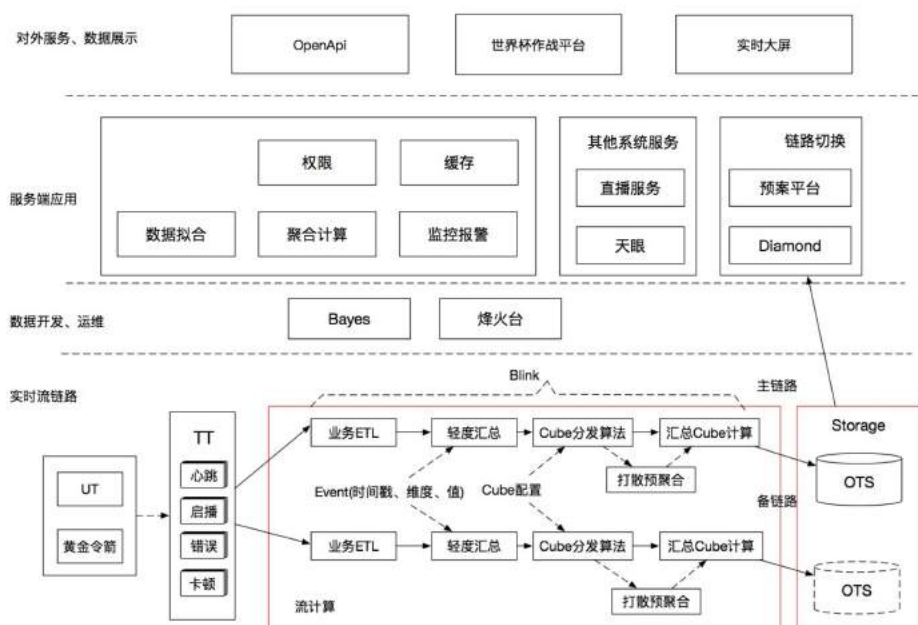 对外服务、数据展示
OpenApi
世界杯作战平台
实时大屏
服务端应用
权限
缓存
数据拟合
聚合计算
监控报警
其他系统服务
直播服务
天眼
链路切换
预案平台
Diamond
数据开发、运维
Bayes
烽火台
实时流链路
Blink
主链路
UT
黄金令箭
TT
心跳
启播
错误
卡顿
业务ETL
轻度汇总
Cube分发算法
汇总Cube计算
打散预聚合
Event(时间戳、维度、值)
Cube配置
备链路
业务ETL
轻度汇总
Cube分发算法
汇总Cube计算
打散预聚合
流计算
Storage
OTS
OTS